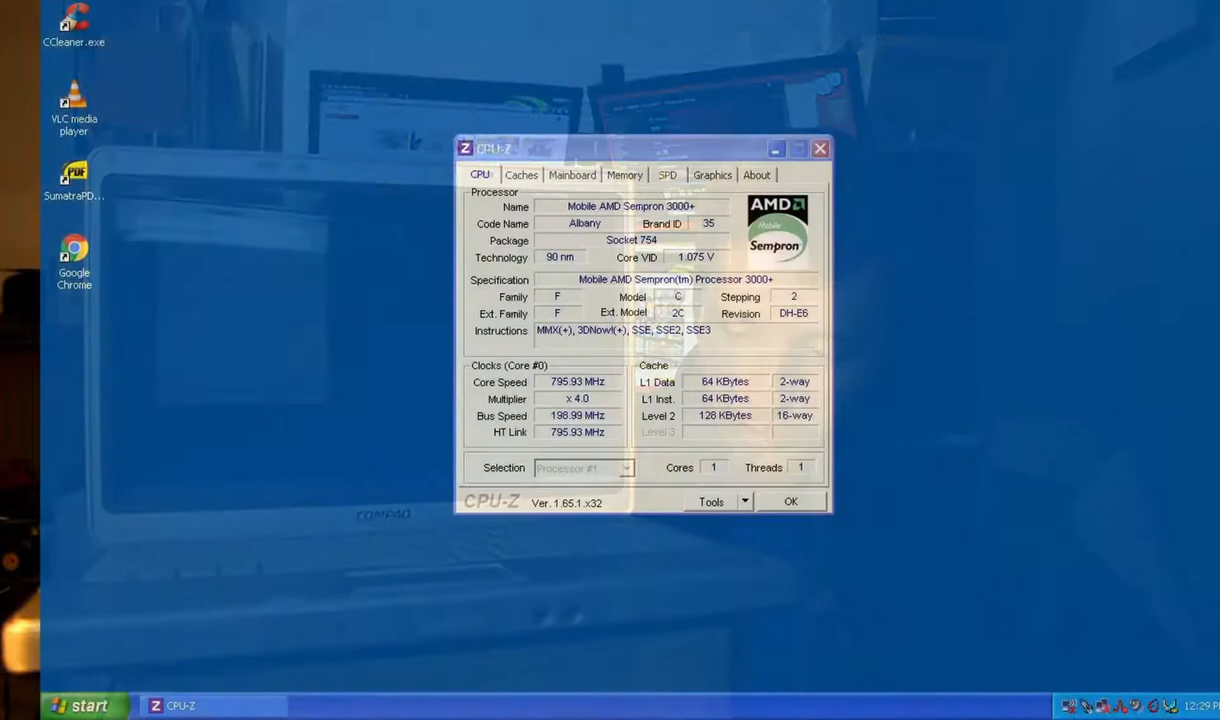 CCleaner.exe
VLC media
player
PDF
SumatraPD...
Google
Chrome
Z CPU-Z
CPU Caches Mainboard Memory SPD Graphics About
Processor
Name Mobile AMD Sempron 3000+
Code Name Albany Brand ID 35
Package Socket 754
Technology 90 nm Core VID 1.075 V
AMD
Mobile
Sempron
Specification Mobile AMD Sempron(tm) Processor 3000+
Family F Model C Stepping 2
Ext. Family F Ext. Model 2C Revision DH-E6
Instructions MMX(+), 3DNow!(+), SSE, SSE2, SSE3
Clocks (Core #0)
Core Speed 795.93 MHz
Multiplier x 4.0
Bus Speed 198.99 MHz
HT Link 795.93 MHz
Cache
L1 Data 64 KBytes 2-way
L1 Inst. 64 KBytes 2-way
Level 2 128 KBytes 16-way
Level 3
Selection Processor #1 Cores 1 Threads 1
CPU-Z Ver. 1.65.1.x32 Tools OK
COMPAQ
start Z CPU-Z 12:29 P